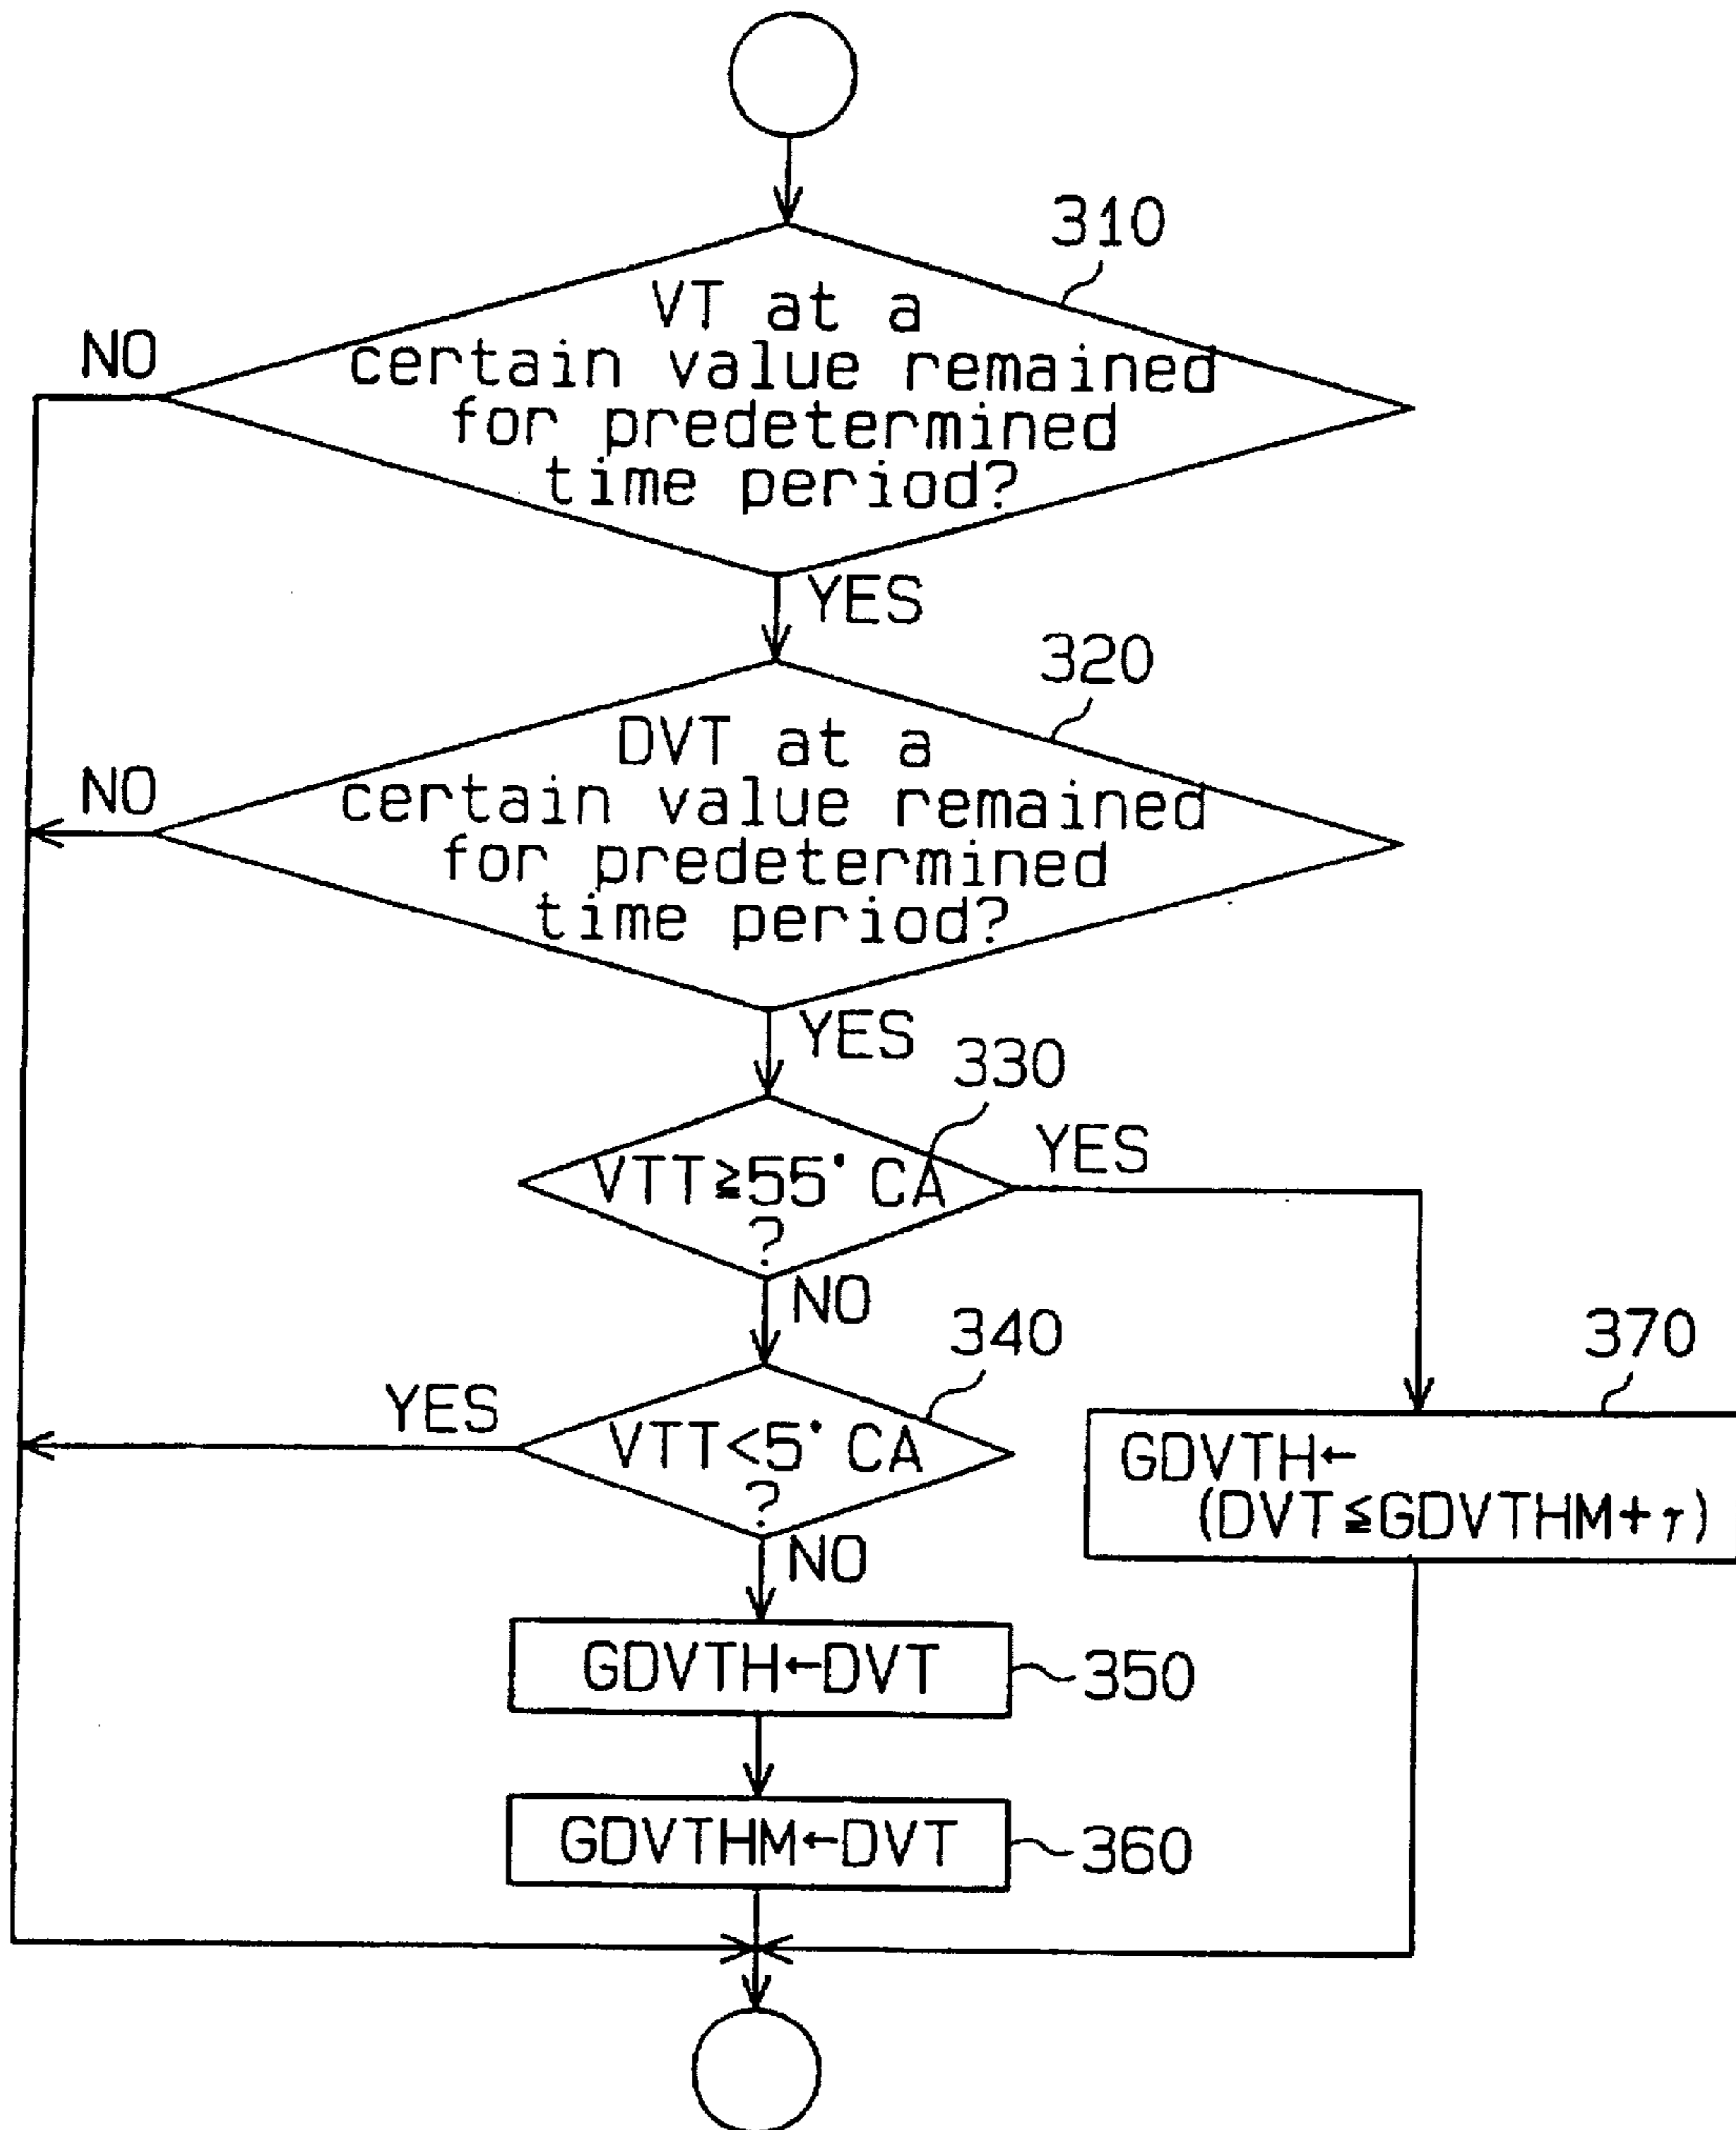 310
VT at a
certain value remained
for predetermined
time period?
NO
YES
320
DVT at a
certain value remained
for predetermined
time period?
NO
YES
330
VTT≧55° CA
?
YES
NO
340
VTT<5° CA
?
YES
NO
370
GDVTH←
(DVT≦GDVTHM+γ)
GDVTH←DVT
350
GDVTHM←DVT
360